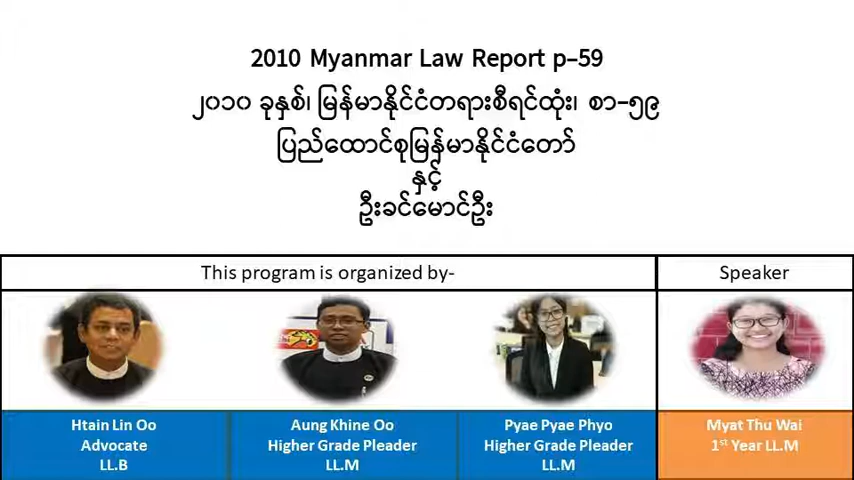 2010 Myanmar Law Report p-59
၂၀၁၀ ခုနှစ်၊ မြန်မာနိုင်ငံတရားစီရင်ထုံး၊ စာ-၅၉
ပြည်ထောင်စုမြန်မာနိုင်ငံတော်
နှင့်
ဦးခင်မောင်ဦး
This program is organized by-
Speaker
Htain Lin Oo
Advocate
LL.B
Aung Khine Oo
Higher Grade Pleader
LL.M
Pyae Pyae Phyo
Higher Grade Pleader
LL.M
Myat Thu Wai
1st Year LL.M